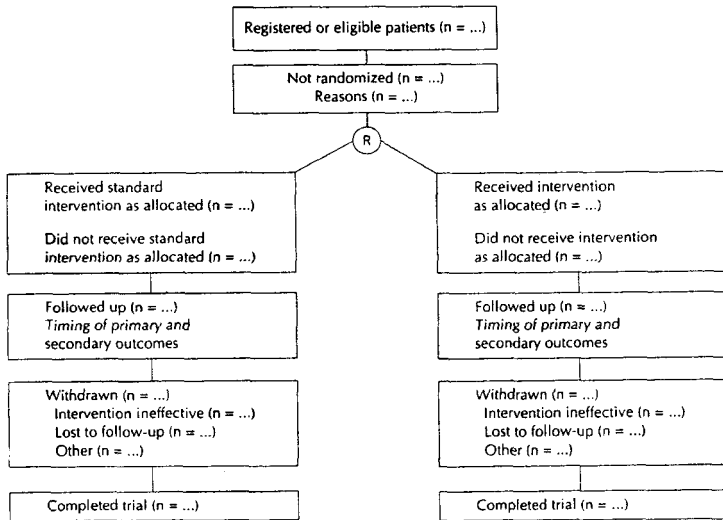 Registered or eligible patients (n = ...)
Not randomized (n = ...)
Reasons (n = ...)
R
Received standard
intervention as allocated (n = ...)
Did not receive standard
intervention as allocated (n = ...)
Followed up (n = ...)
Timing of primary and
secondary outcomes
Withdrawn (n = ...)
Intervention ineffective (n = ...)
Lost to follow-up (n = ...)
Other (n = ...)
Completed trial (n = ...)
Received intervention
as allocated (n = ...)
Did not receive intervention
as allocated (n = ...)
Followed up (n = ...)
Timing of primary and
secondary outcomes
Withdrawn (n = ...)
Intervention ineffective (n = ...)
Lost to follow-up (n = ...)
Other (n = ...)
Completed trial (n = ...)